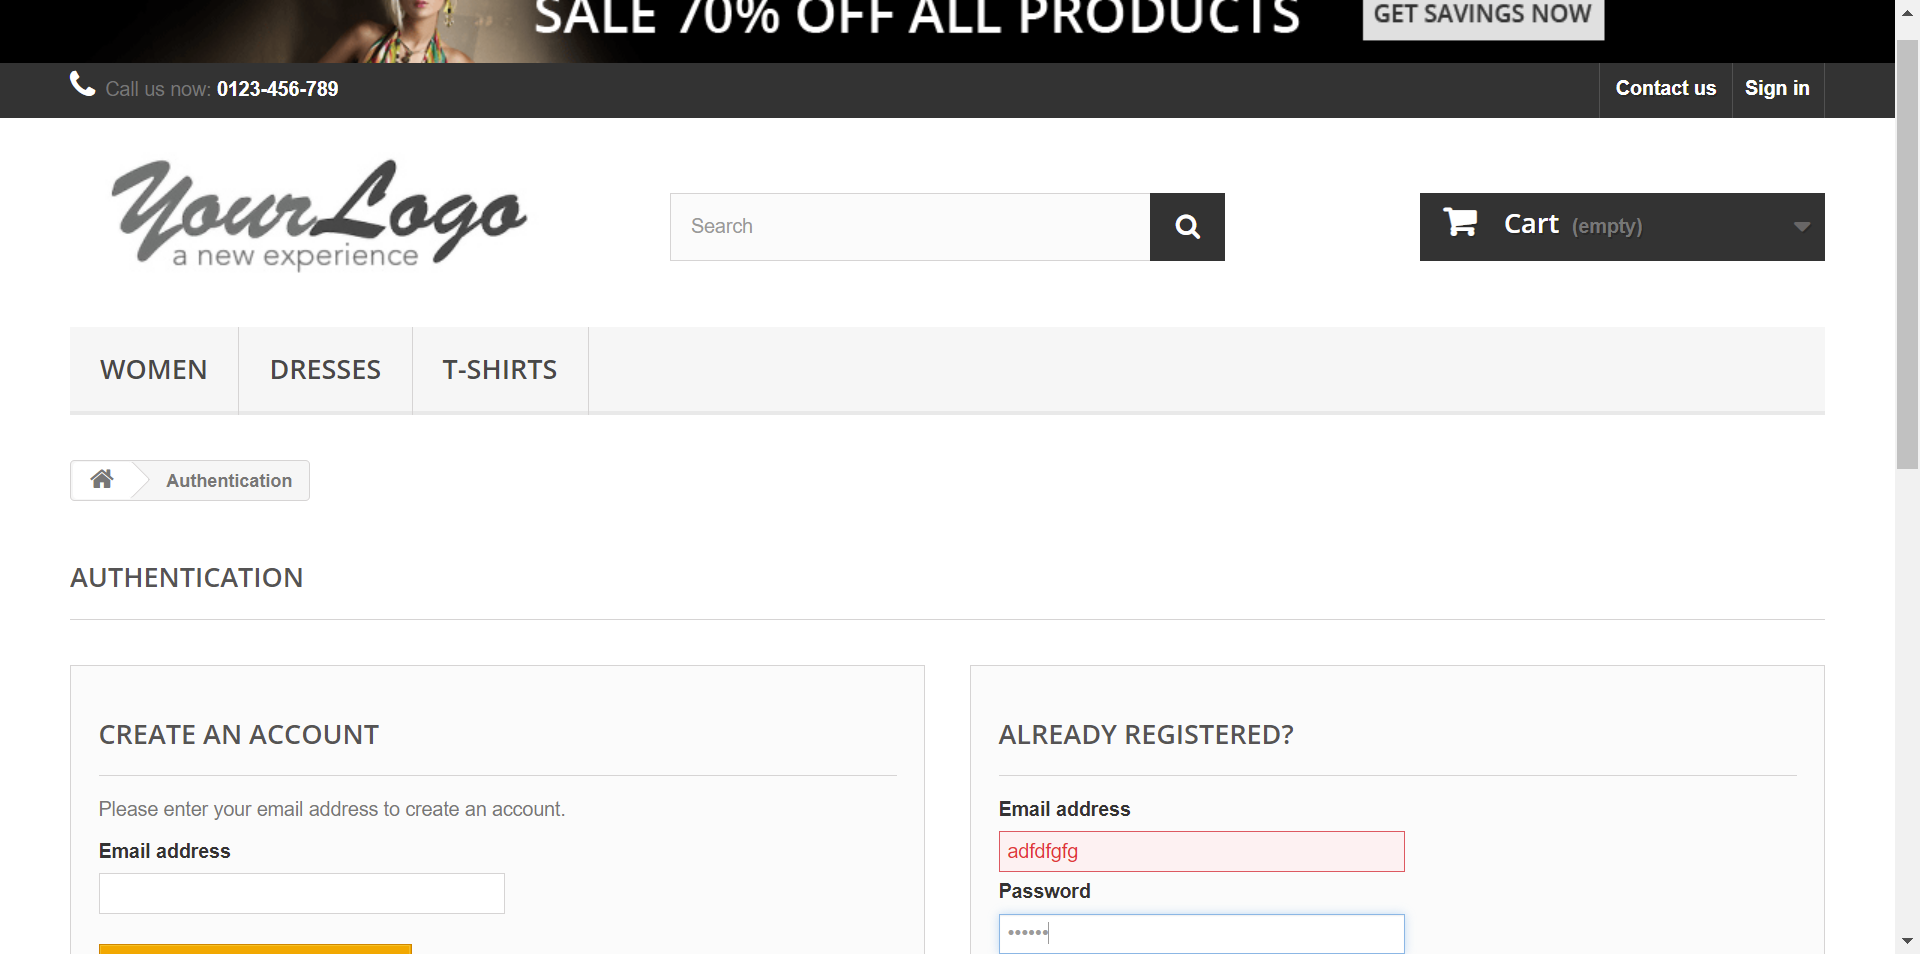 SALE 70% OFF ALL PRODUCTS
GET SAVINGS NOW
Call us now: 0123-456-789
Contact us
Sign in
Your Logo
a new experience
Search
Cart (empty)
WOMEN
DRESSES
T-SHIRTS
Authentication
AUTHENTICATION
CREATE AN ACCOUNT
Please enter your email address to create an account.
Email address
ALREADY REGISTERED?
Email address
adfdfgfg
Password
••••••